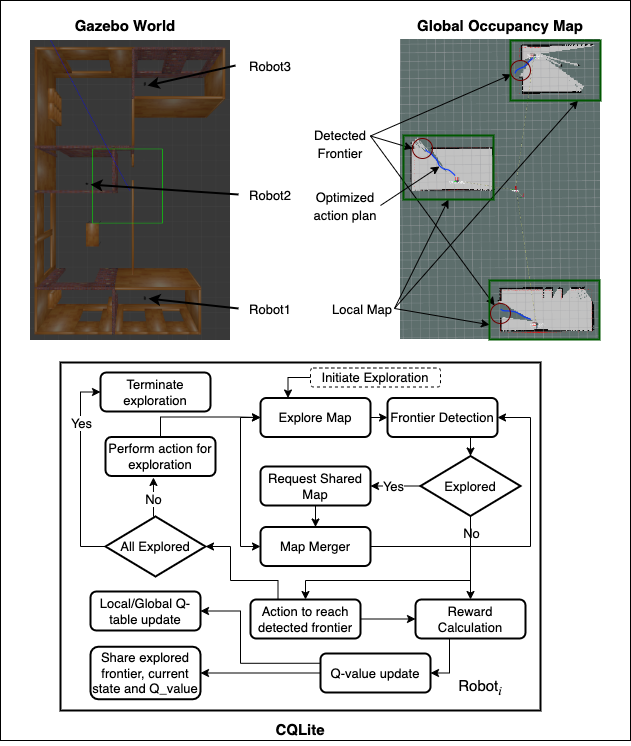 Gazebo World
Global Occupancy Map
Robot3
Detected
Frontier
Robot2
Optimized
action plan
Robot1
Local Map
Initiate Exploration
Terminate
exploration
Yes
Explore Map
Frontier Detection
Perform action for
exploration
No
Request Shared
Map
Yes
Explored
All Explored
Map Merger
No
Local/Global Q-
table update
Action to reach
detected frontier
Reward
Calculation
Share explored
frontier, current
state and Q_value
Q-value update
Robotᵢ
CQLite